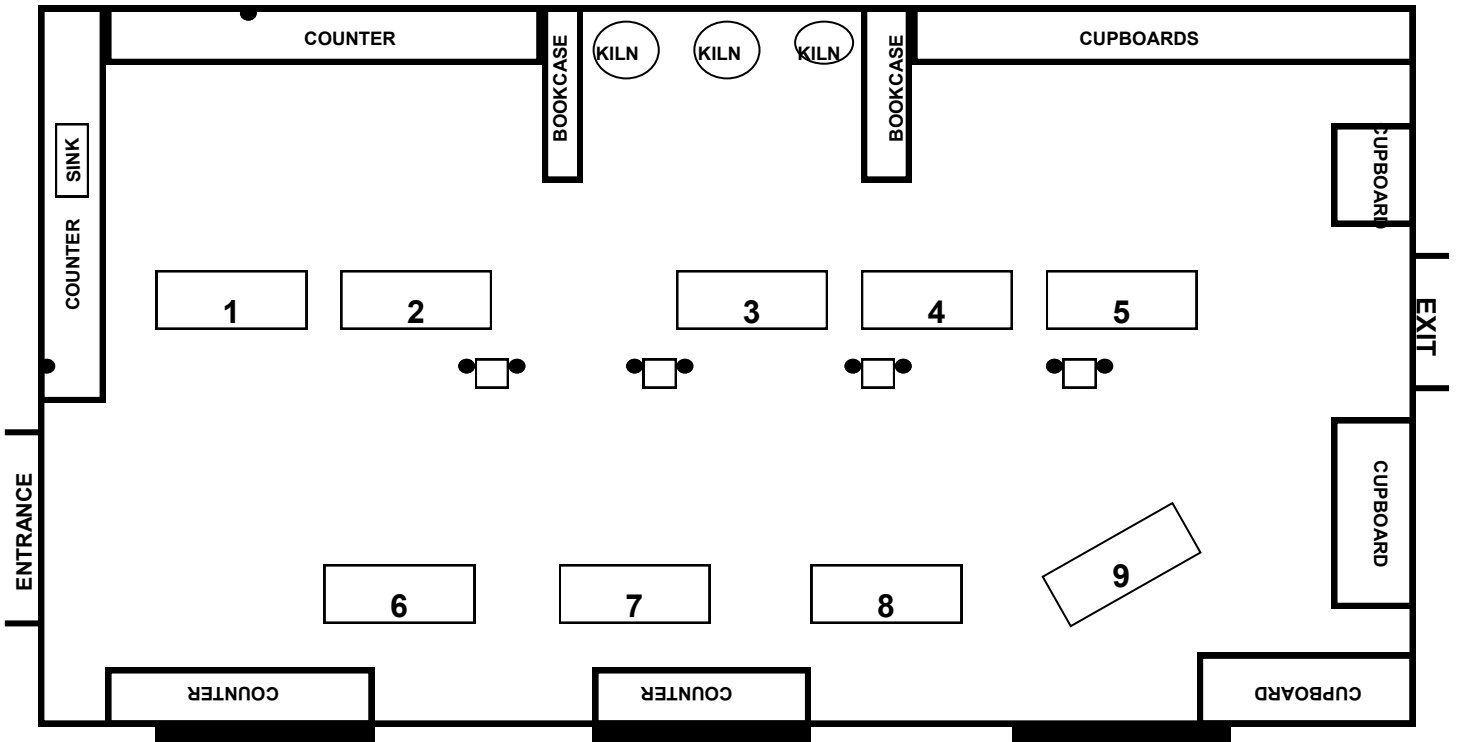 COUNTER
BOOKCASE
KILN
KILN
KILN
BOOKCASE
CUPBOARDS
SINK
COUNTER
CUPBOARD
1
2
3
4
5
EXIT
ENTRANCE
CUPBOARD
6
7
8
9
COUNTER
COUNTER
CUPBOARD